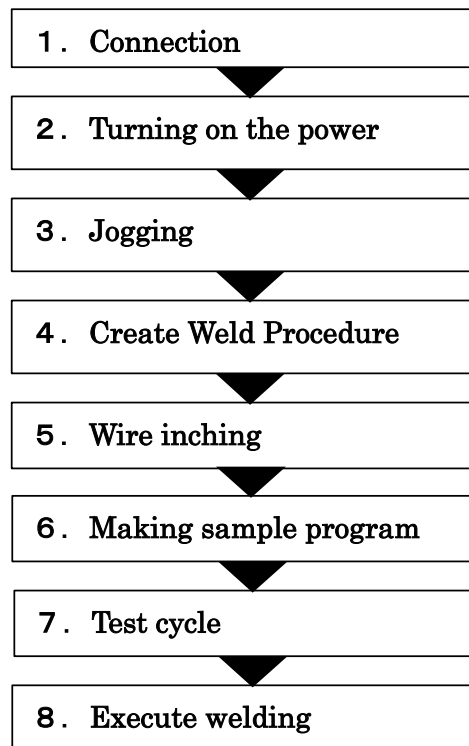 1. Connection
2. Turning on the power
3. Jogging
4. Create Weld Procedure
5. Wire inching
6. Making sample program
7. Test cycle
8. Execute welding